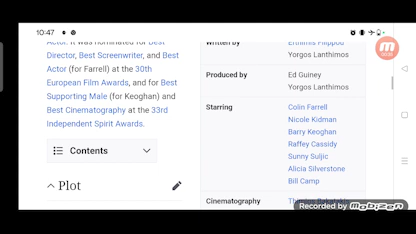 10:47
Actor. It was nominated for Best
Director, Best Screenwriter, and Best
Actor (for Farrell) at the 30th
European Film Awards, and for Best
Supporting Male (for Keoghan) and
Best Cinematography at the 33rd
Independent Spirit Awards.
Contents
Plot
Written by
Efthimis Filippou
Yorgos Lanthimos
Produced by
Ed Guiney
Yorgos Lanthimos
Starring
Colin Farrell
Nicole Kidman
Barry Keoghan
Raffey Cassidy
Sunny Suljic
Alicia Silverstone
Bill Camp
Cinematography
Recorded by
MOBIZEN